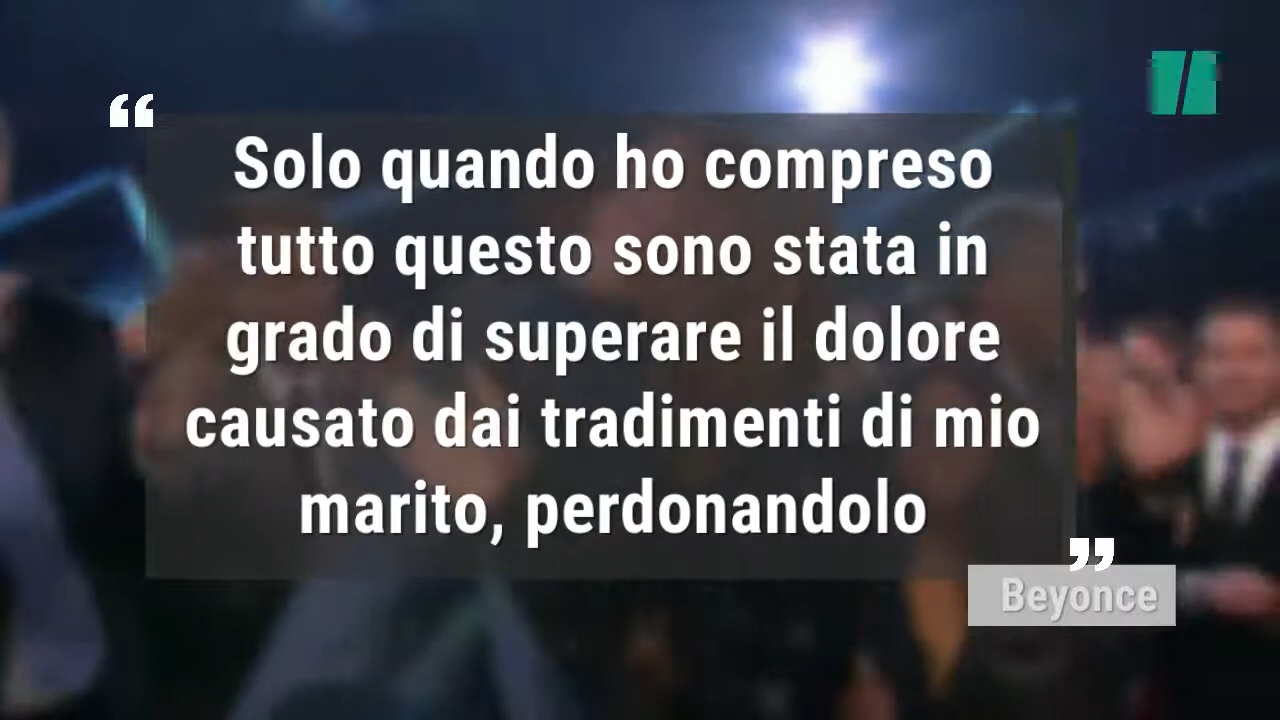 “
Solo quando ho compreso
tutto questo sono stata in
grado di superare il dolore
causato dai tradimenti di mio
marito, perdonandolo
”
Beyonce